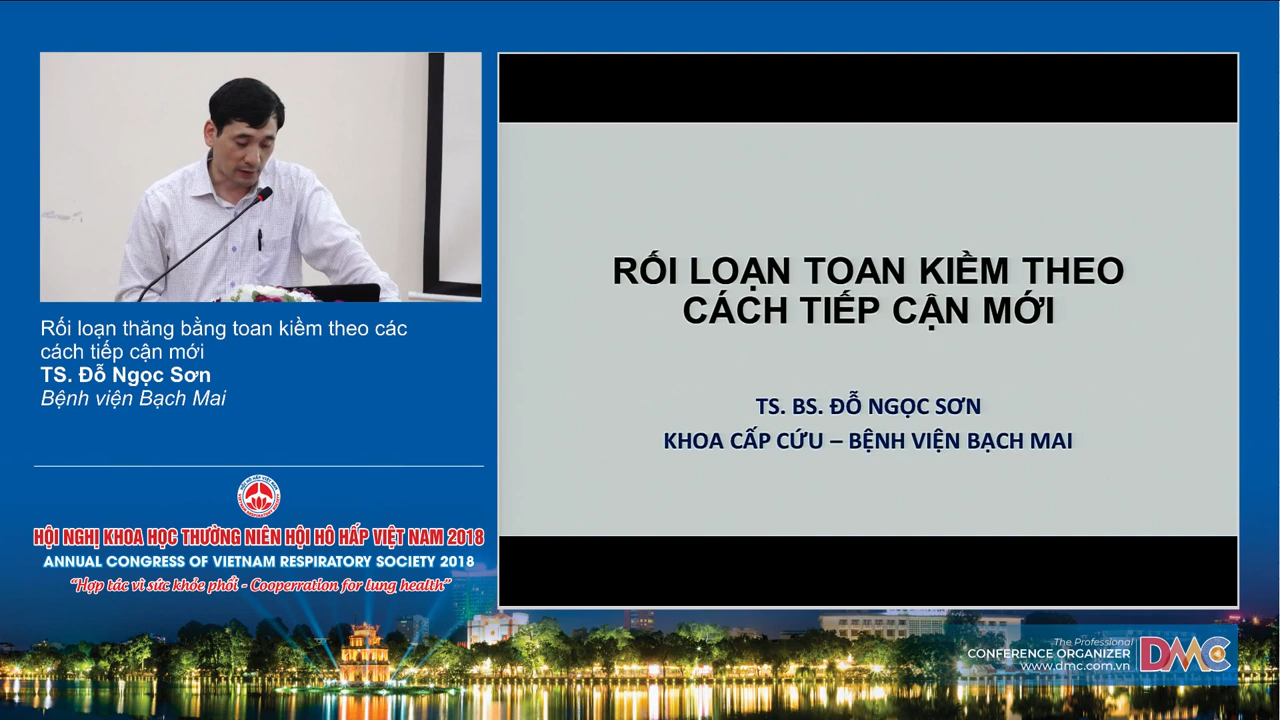 Rối loạn thăng bằng toan kiềm theo các
cách tiếp cận mới
TS. Đỗ Ngọc Sơn
Bệnh viện Bạch Mai
HỘI NGHỊ KHOA HỌC THƯỜNG NIÊN HỘI HÔ HẤP VIỆT NAM 2018
ANNUAL CONGRESS OF VIETNAM RESPIRATORY SOCIETY 2018
“Hợp tác vì sức khỏe phổi - Cooperration for lung health”
RỐI LOẠN TOAN KIỀM THEO
CÁCH TIẾP CẬN MỚI
TS. BS. ĐỖ NGỌC SƠN
KHOA CẤP CỨU – BỆNH VIỆN BẠCH MAI
The Professional
CONFERENCE ORGANIZER
www.dmc.com.vn
DMC